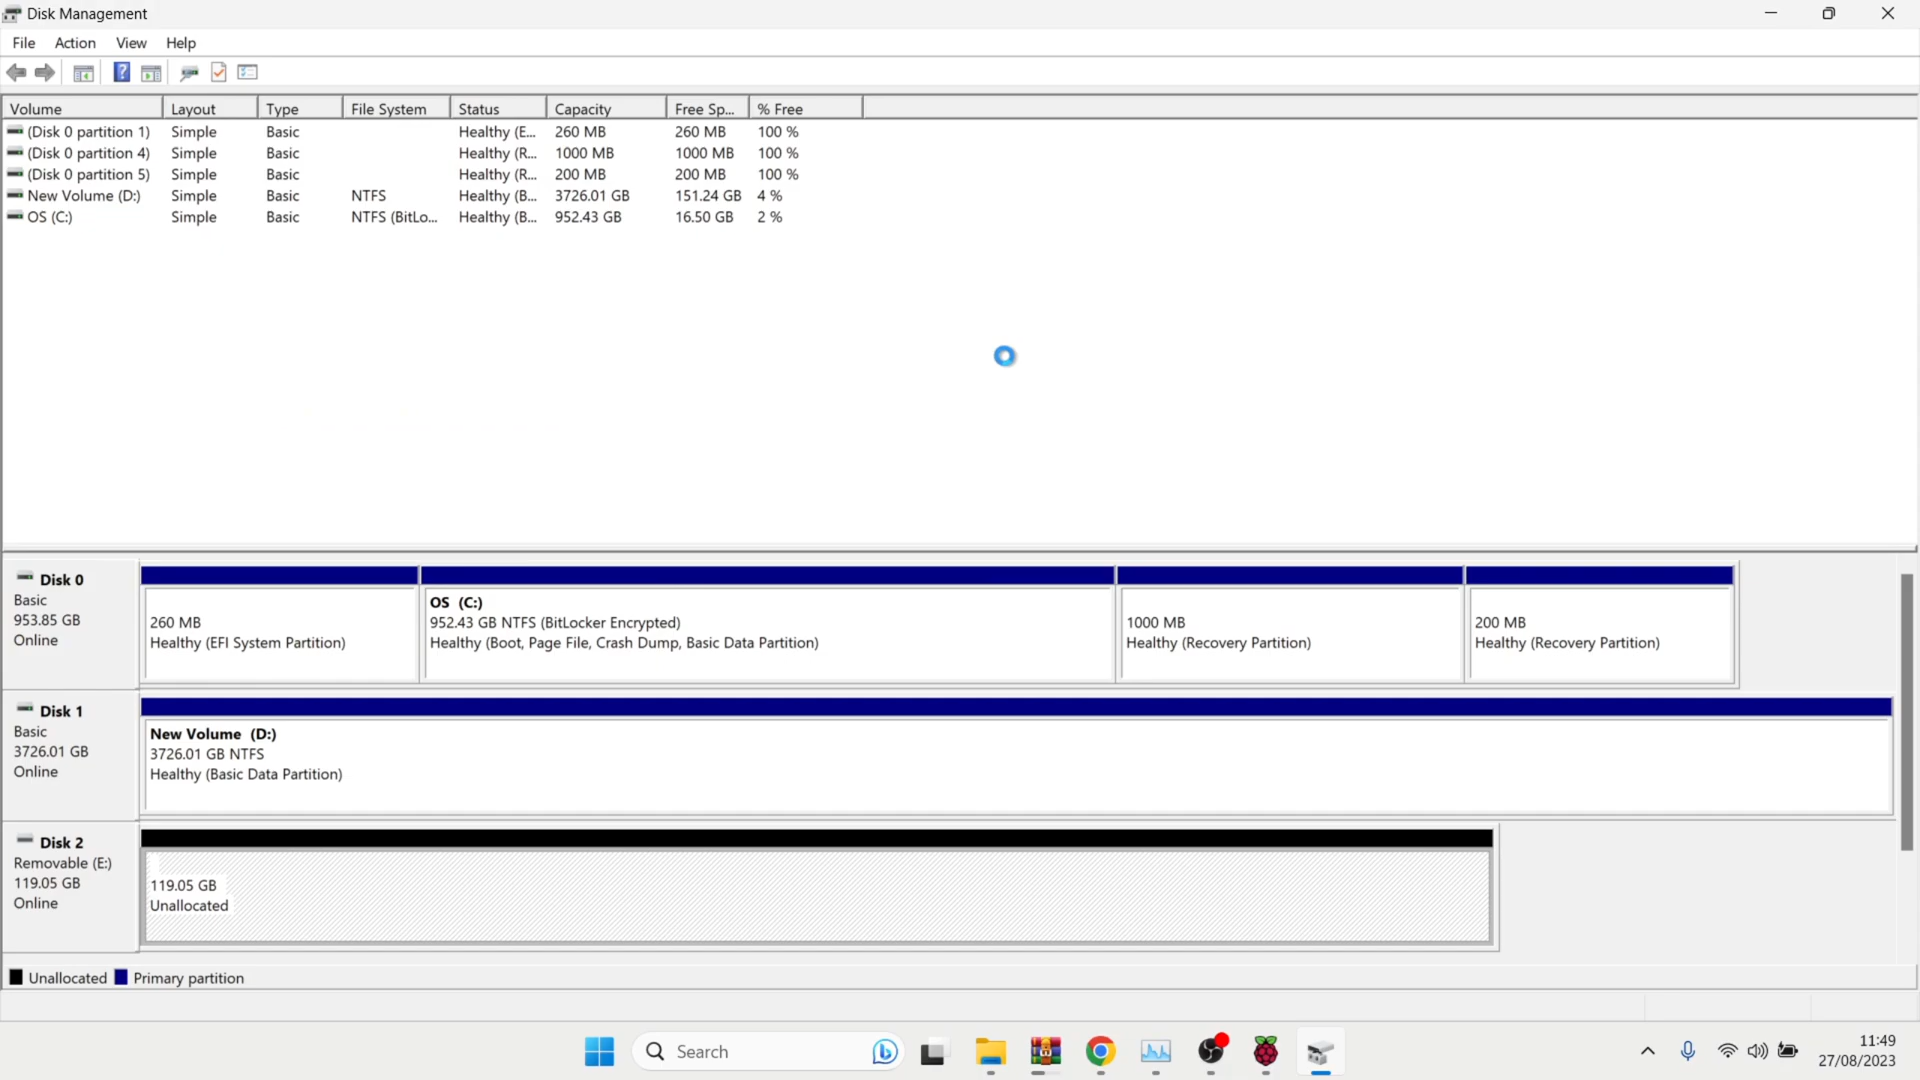 Disk Management
File Action View Help
Volume Layout Type File System Status Capacity Free Sp... % Free
(Disk 0 partition 1) Simple Basic Healthy (E... 260 MB 260 MB 100 %
(Disk 0 partition 4) Simple Basic Healthy (R... 1000 MB 1000 MB 100 %
(Disk 0 partition 5) Simple Basic Healthy (R... 200 MB 200 MB 100 %
New Volume (D:) Simple Basic NTFS Healthy (B... 3726.01 GB 151.24 GB 4 %
OS (C:) Simple Basic NTFS (BitLo... Healthy (B... 952.43 GB 16.50 GB 2 %
Disk 0
Basic
953.85 GB
Online
260 MB
Healthy (EFI System Partition)
OS (C:)
952.43 GB NTFS (BitLocker Encrypted)
Healthy (Boot, Page File, Crash Dump, Basic Data Partition)
1000 MB
Healthy (Recovery Partition)
200 MB
Healthy (Recovery Partition)
Disk 1
Basic
3726.01 GB
Online
New Volume (D:)
3726.01 GB NTFS
Healthy (Basic Data Partition)
Disk 2
Removable (E:)
119.05 GB
Online
119.05 GB
Unallocated
Unallocated Primary partition
Search
11:49
27/08/2023